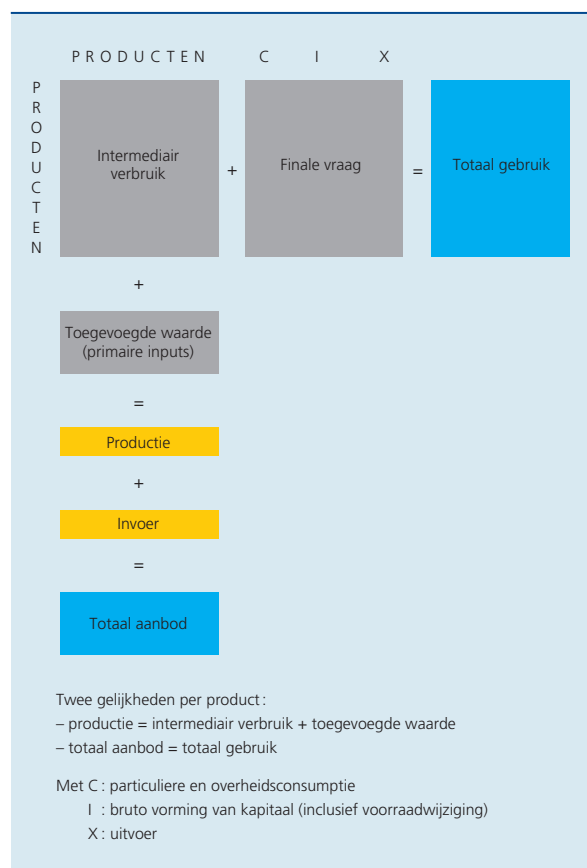 PRODUCTEN C I X
PRODUCTEN
Intermediair
verbruik
+
Finale vraag
=
Totaal gebruik
+
Toegevoegde waarde
(primaire inputs)
=
Productie
+
Invoer
=
Totaal aanbod
Twee gelijkheden per product :
– productie = intermediair verbruik + toegevoegde waarde
– totaal aanbod = totaal gebruik
Met C : particuliere en overheidsconsumptie
I : bruto vorming van kapitaal (inclusief voorraadwijziging)
X : uitvoer